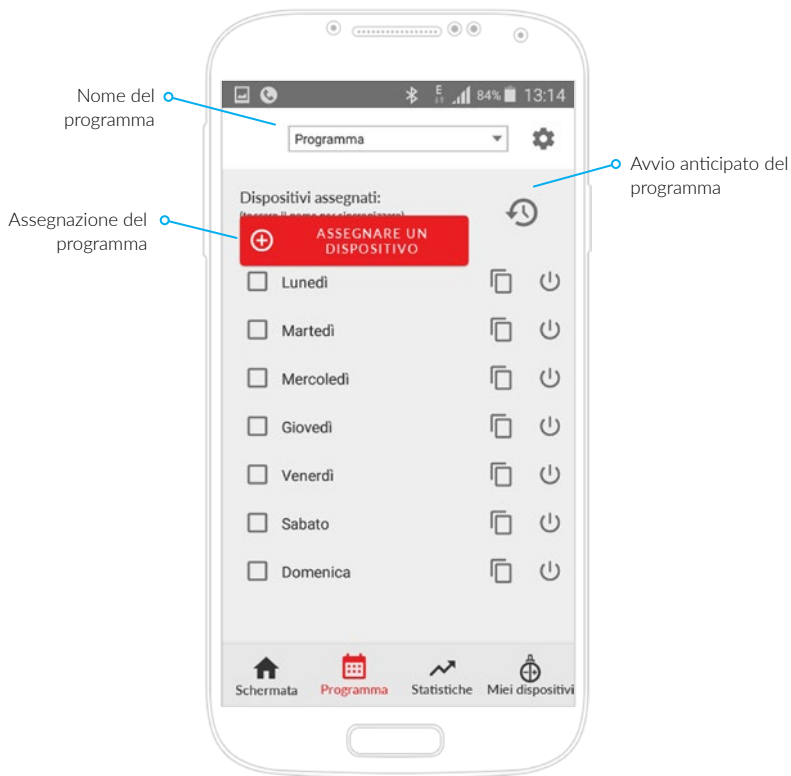 Nome del
programma
84% 13:14
Programma
Avvio anticipato del
programma
Dispositivi assegnati:
Assegnazione del
programma
ASSEGNARE UN
DISPOSITIVO
Lunedì
Martedì
Mercoledì
Giovedì
Venerdì
Sabato
Domenica
Schermata
Programma
Statistiche
Miei dispositivi